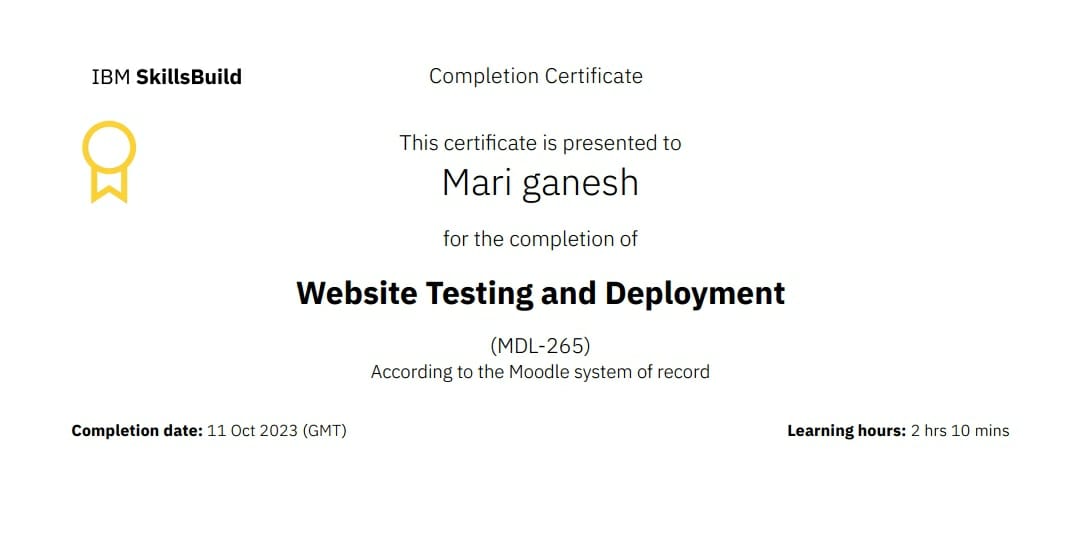 IBM SkillsBuild
Completion Certificate
This certificate is presented to
Mari ganesh
for the completion of
Website Testing and Deployment
(MDL-265)
According to the Moodle system of record
Completion date: 11 Oct 2023 (GMT)
Learning hours: 2 hrs 10 mins